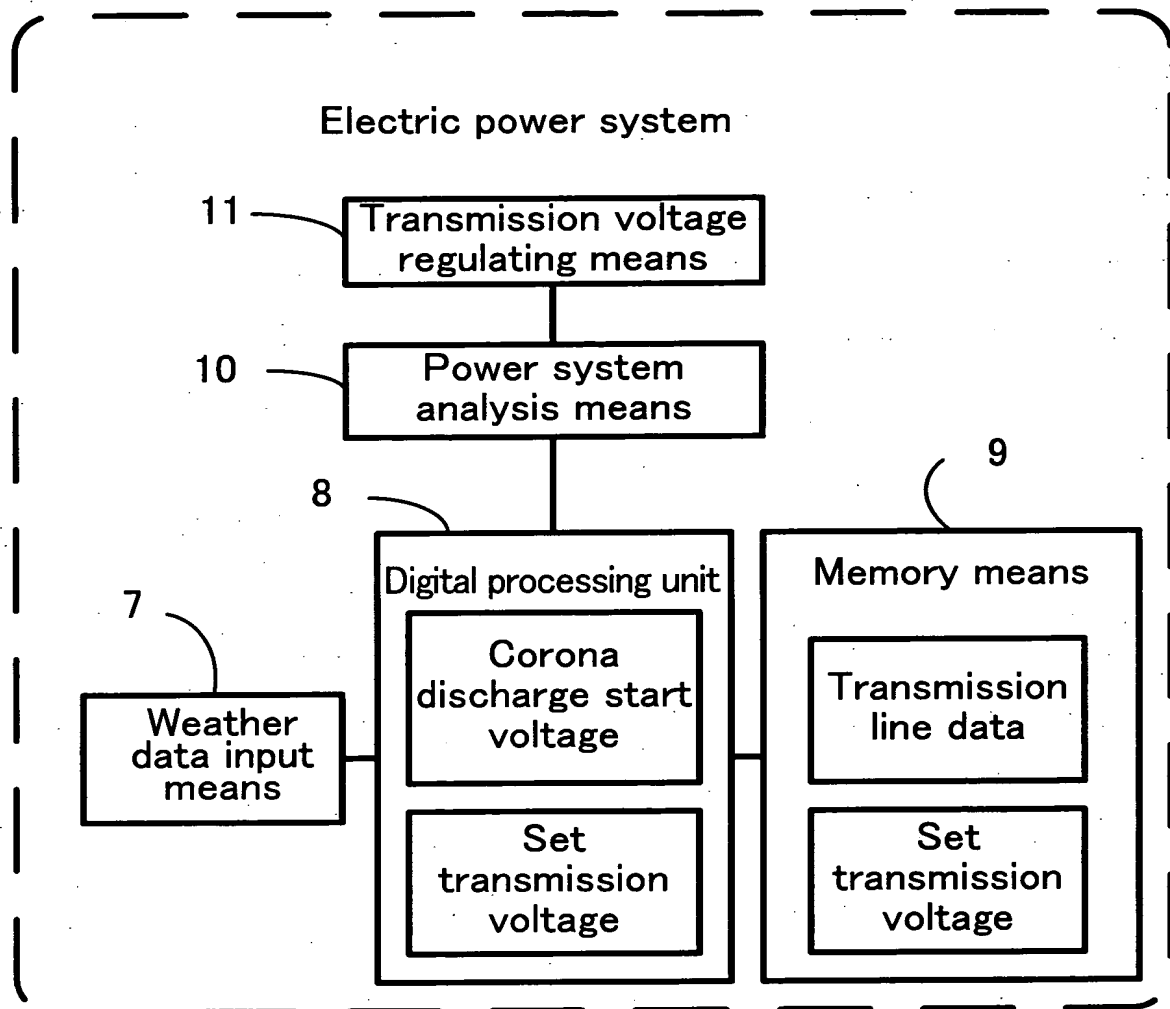 Electric power system
11
Transmission voltage
regulating means
10
Power system
analysis means
8
9
Digital processing unit
Memory means
7
Corona
discharge start
voltage
Transmission
line data
Weather
data input
means
Set
transmission
voltage
Set
transmission
voltage